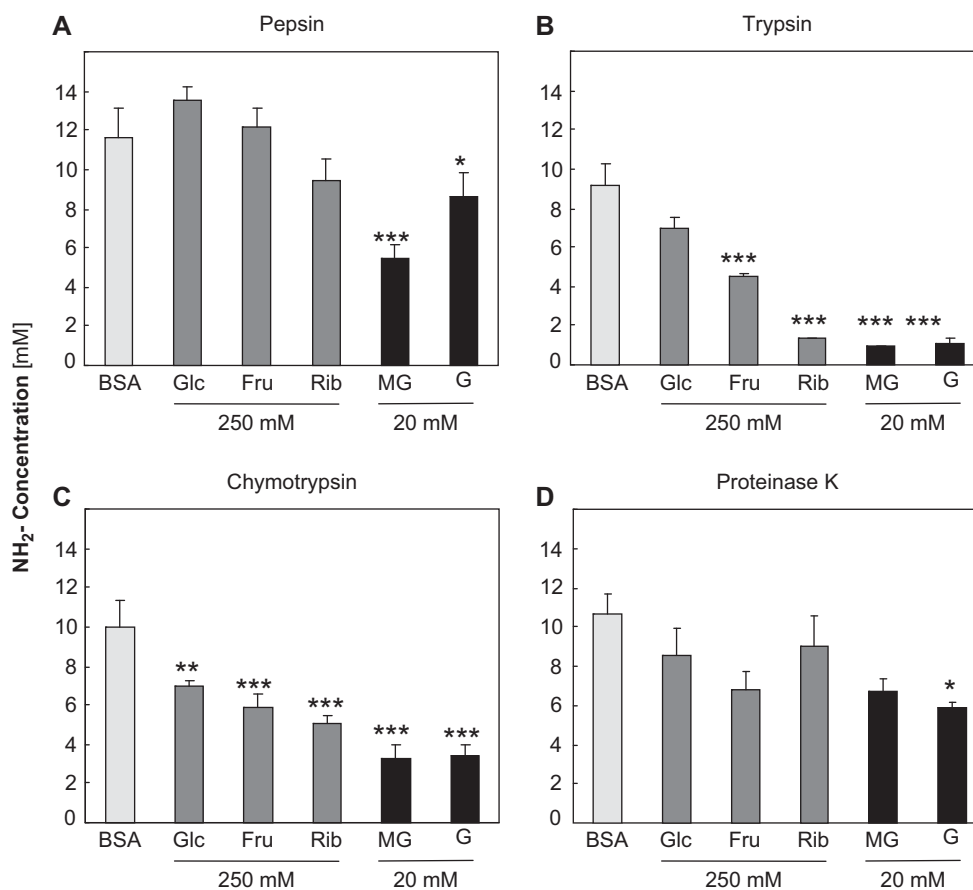 A Pepsin
14
12
10
8
6
4
2
0
*
***
BSA Glc Fru Rib MG G
250 mM 20 mM
B Trypsin
14
12
10
8
6
4
2
0
***
*** *** ***
BSA Glc Fru Rib MG G
250 mM 20 mM
NH₂- Concentration [mM]
C Chymotrypsin
14
12
10
8
6
4
2
0
**
***
***
*** ***
BSA Glc Fru Rib MG G
250 mM 20 mM
D Proteinase K
14
12
10
8
6
4
2
0
*
BSA Glc Fru Rib MG G
250 mM 20 mM